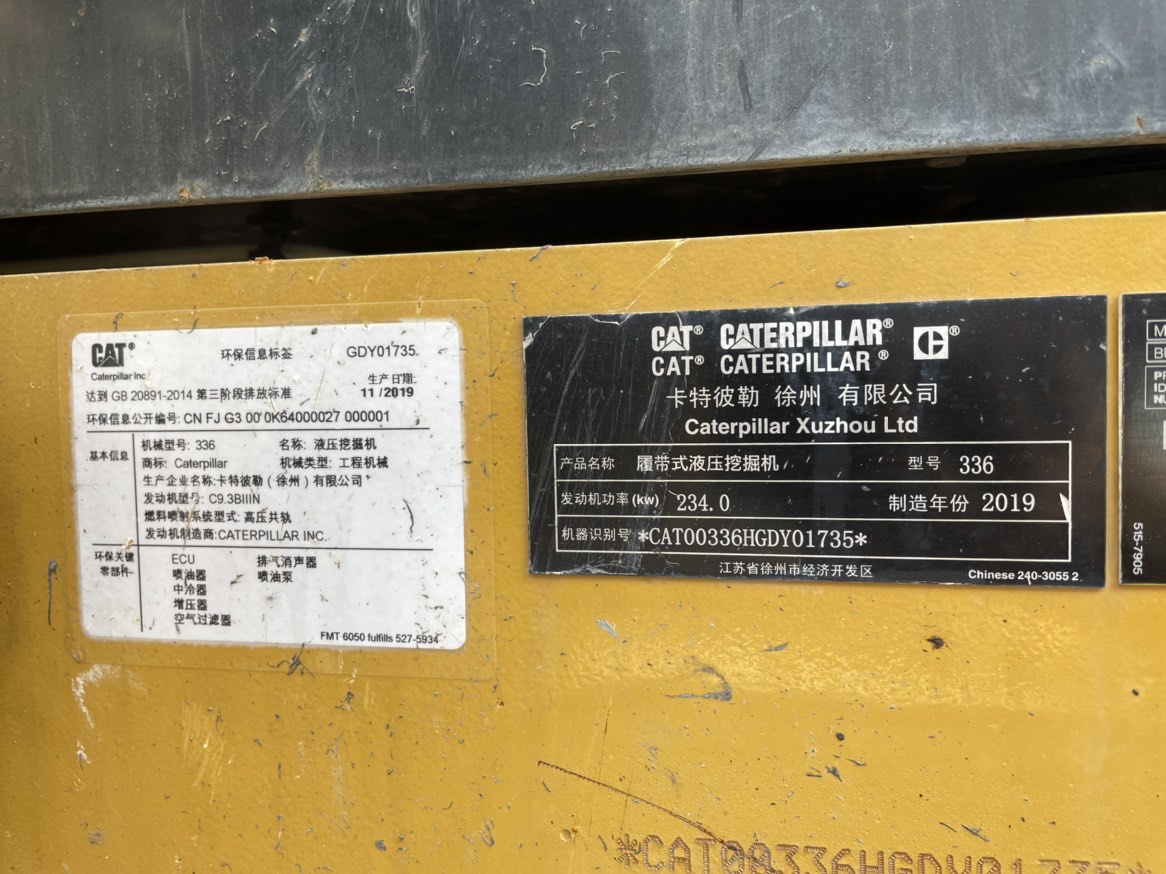 CAT®
Caterpillar Inc
环保信息标签
GDY01735
生产日期:
11/2019
达到 GB 20891-2014 第三阶段排放标准
环保信息公开编号: CN FJ G3 00 0K64000027 000001
基本信息
机械型号: 336 名称: 液压挖掘机
商标: Caterpillar 机械类型: 工程机械
生产企业名称:卡特彼勒(徐州)有限公司
发动机型号: C9.3BIIIN
燃料喷射系统型式: 高压共轨
发动机制造商:CATERPILLAR INC.
环保关键
零部件
ECU 排气消声器
喷油器 喷油泵
中冷器
增压器
空气过滤器
FMT 6050 fulfills 527-5934
CAT® CATERPILLAR®
CAT® CATERPILLAR®
卡特彼勒 徐州 有限公司
Caterpillar Xuzhou Ltd
产品名称 履带式液压挖掘机 型号 336
发动机功率(kw) 234.0 制造年份 2019
机器识别号 *CAT00336HGDY01735*
江苏省徐州市经济开发区
Chinese 240-3055 2
515-7905
*CAT00336HGDY01735*